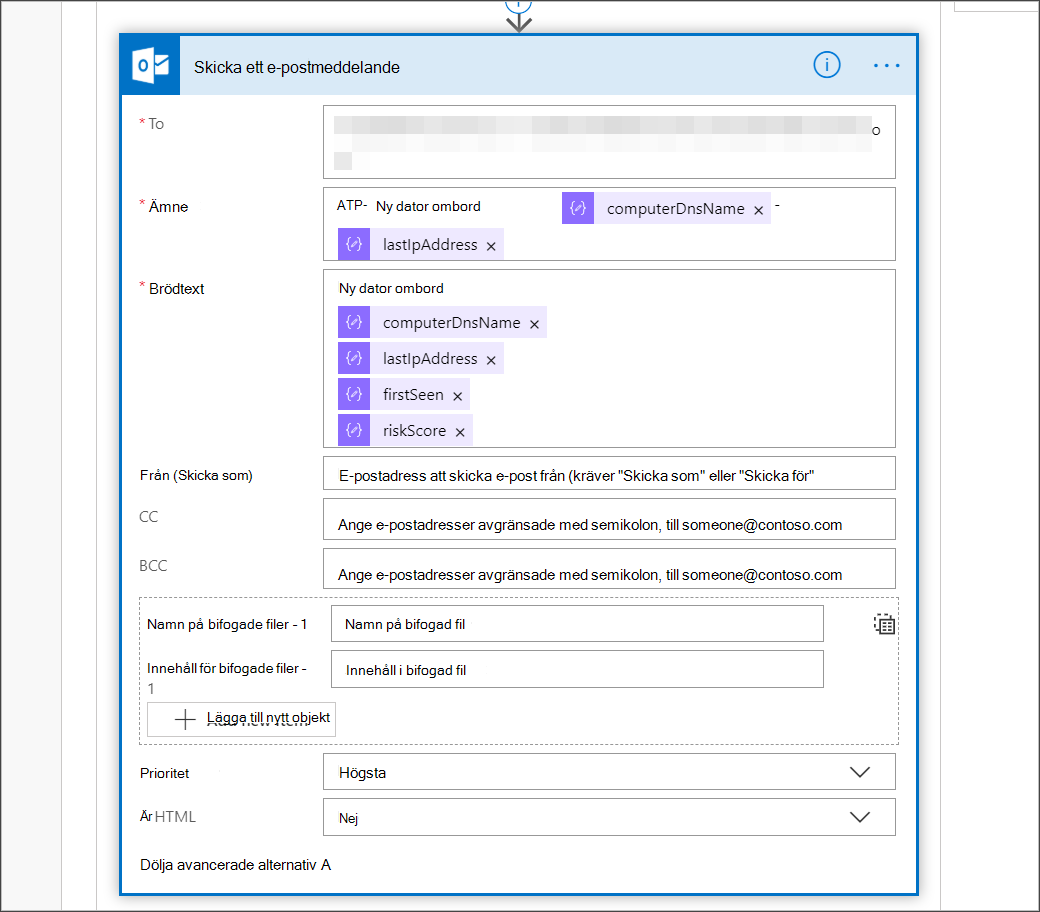 Skicka ett e-postmeddelande
* To
o
* Ämne
ATP- Ny dator ombord computerDnsName × -
lastIpAddress ×
* Brödtext
Ny dator ombord
computerDnsName ×
lastIpAddress ×
firstSeen ×
riskScore ×
Från (Skicka som)
E-postadress att skicka e-post från (kräver "Skicka som" eller "Skicka för"
CC
Ange e-postadresser avgränsade med semikolon, till someone@contoso.com
BCC
Ange e-postadresser avgränsade med semikolon, till someone@contoso.com
Namn på bifogade filer - 1
Namn på bifogad fil
Innehåll för bifogade filer -
1
Innehåll i bifogad fil
Lägga till nytt objekt
Prioritet
Högsta
Är HTML
Nej
Dölja avancerade alternativ A